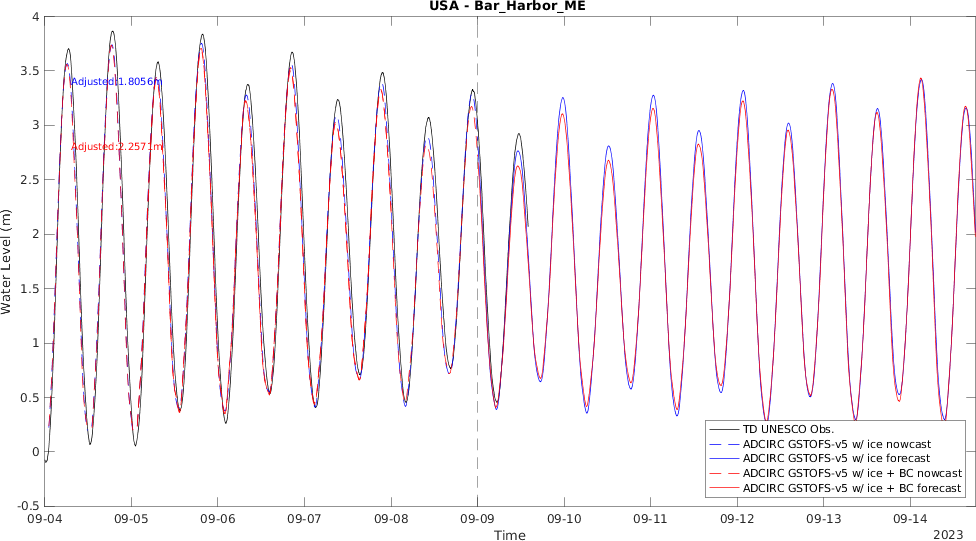 USA - Bar_Harbor_ME
4
3.5
3
2.5
2
1.5
1
0.5
0
-0.5
Water Level (m)
Adjusted:1.8056m
Adjusted:2.2571m
TD UNESCO Obs.
ADCIRC GSTOFS-v5 w/ ice nowcast
ADCIRC GSTOFS-v5 w/ ice forecast
ADCIRC GSTOFS-v5 w/ ice + BC nowcast
ADCIRC GSTOFS-v5 w/ ice + BC forecast
09-04 09-05 09-06 09-07 09-08 09-09 09-10 09-11 09-12 09-13 09-14
Time
2023